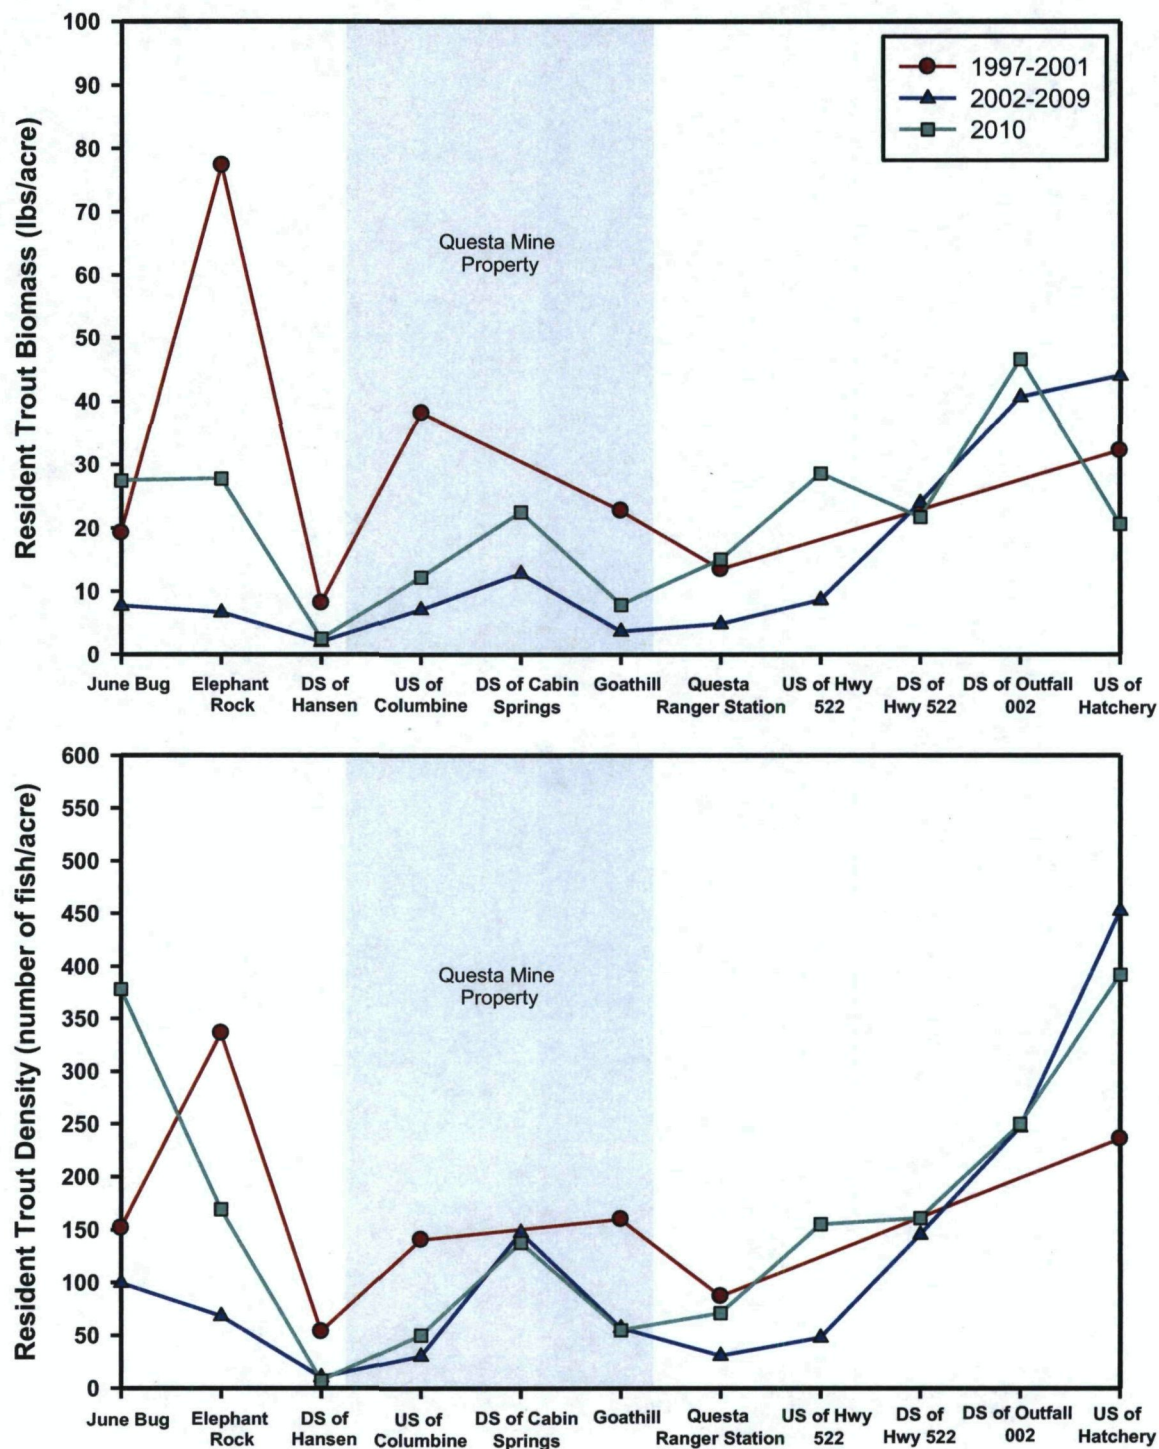 100
90
80
70
60
50
40
30
20
10
0
Resident Trout Biomass (lbs/acre)
1997-2001
2002-2009
2010
Questa Mine
Property
June Bug
Elephant
Rock
DS of
Hansen
US of
Columbine
DS of Cabin
Springs
Goathill
Questa
Ranger Station
US of Hwy
522
DS of
Hwy 522
DS of Outfall
002
US of
Hatchery
600
550
500
450
400
350
300
250
200
150
100
50
0
Resident Trout Density (number of fish/acre)
Questa Mine
Property
June Bug
Elephant
Rock
DS of
Hansen
US of
Columbine
DS of Cabin
Springs
Goathill
Questa
Ranger Station
US of Hwy
522
DS of
Hwy 522
DS of Outfall
002
US of
Hatchery